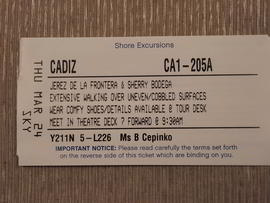 Shore Excursions
CADIZ CA1-205A
JEREZ DE LA FRONTERA & SHERRY BODEGA
EXTENSIVE WALKING OVER UNEVEN/COBBLED SURFACES
WEAR COMFY SHOES/DETAILS AVAILABLE @ TOUR DESK
MEET IN THEATRE DECK 7 FORWARD @ 9:30AM
Y211N 5-L226 Ms B Cepinko
IMPORTANT NOTICE: Please read carefully the terms set forth
on the reverse side of this ticket which are binding on you.
THU MAR 24
SKY